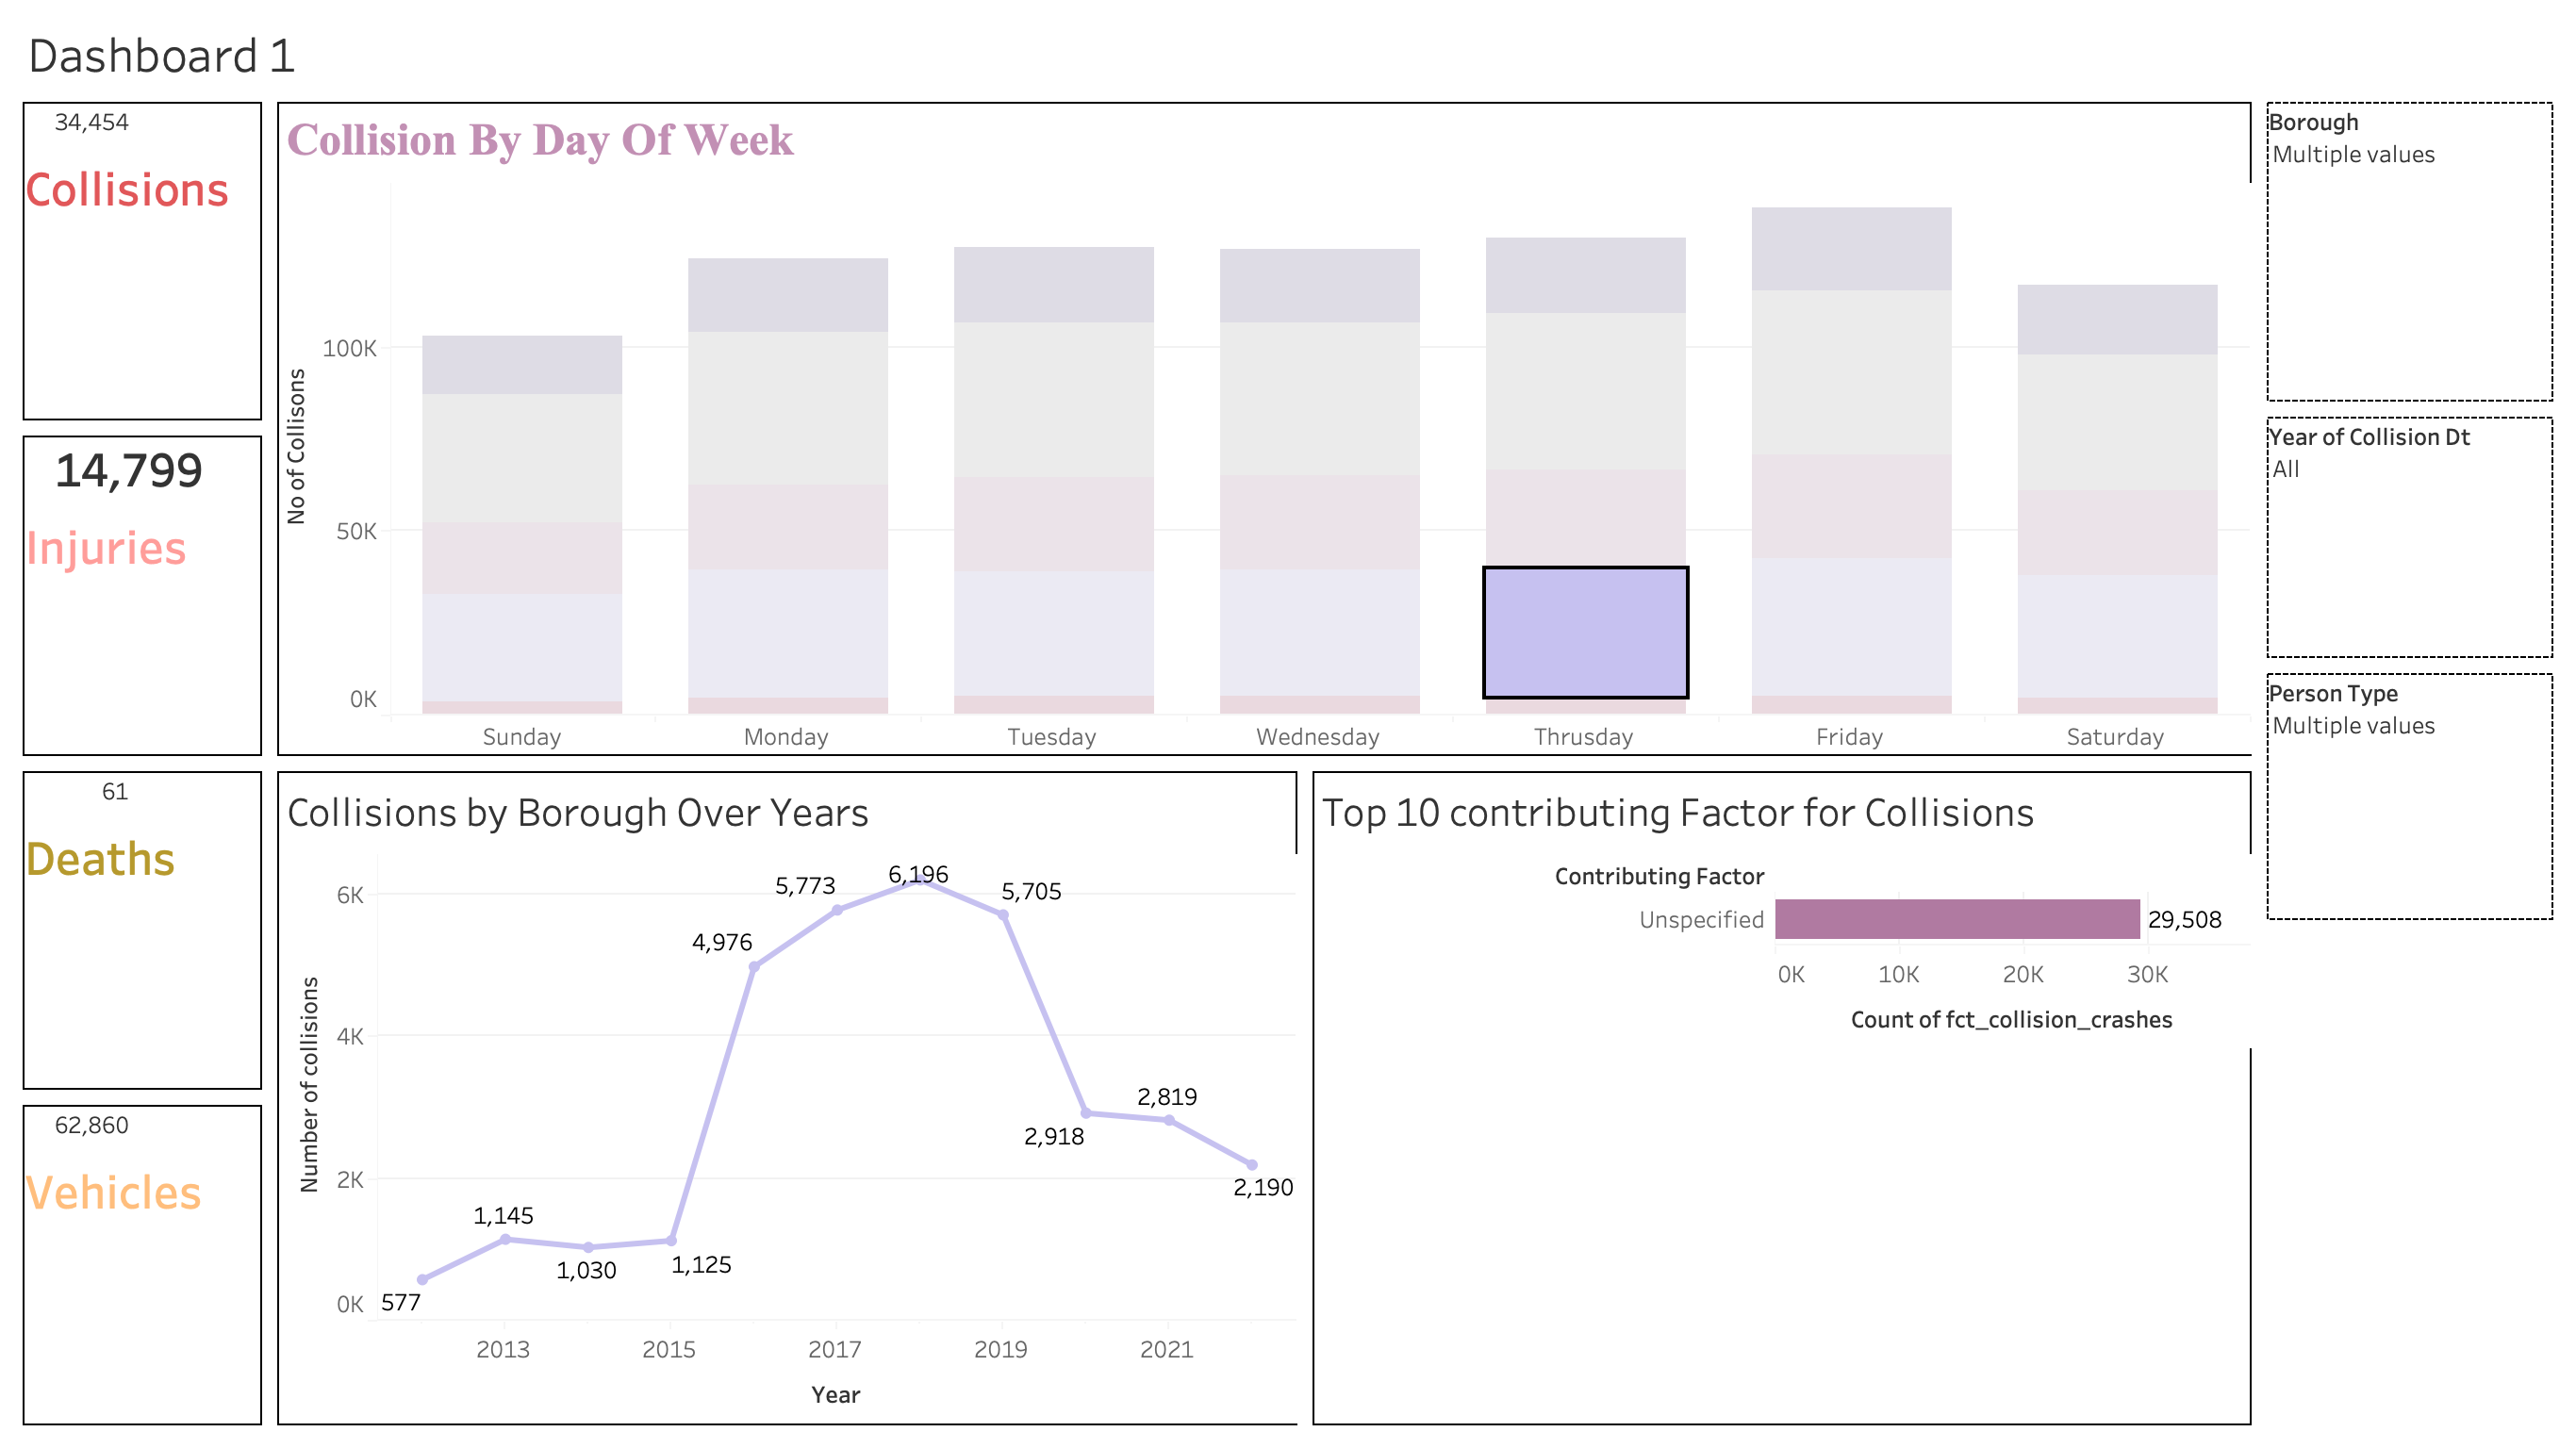 Dashboard 1
34,454
Collisions
14,799
Injuries
61
Deaths
62,860
Vehicles
Collision By Day Of Week
No of Collisons
100K
50K
0K
Sunday
Monday
Tuesday
Wednesday
Thrusday
Friday
Saturday
Collisions by Borough Over Years
Number of collisions
6K
4K
2K
0K
577
1,145
1,030
1,125
4,976
5,773
6,196
5,705
2,918
2,819
2,190
2013
2015
2017
2019
2021
Year
Top 10 contributing Factor for Collisions
Contributing Factor
Unspecified
29,508
0K
10K
20K
30K
Count of fct_collision_crashes
Borough
Multiple values
Year of Collision Dt
All
Person Type
Multiple values